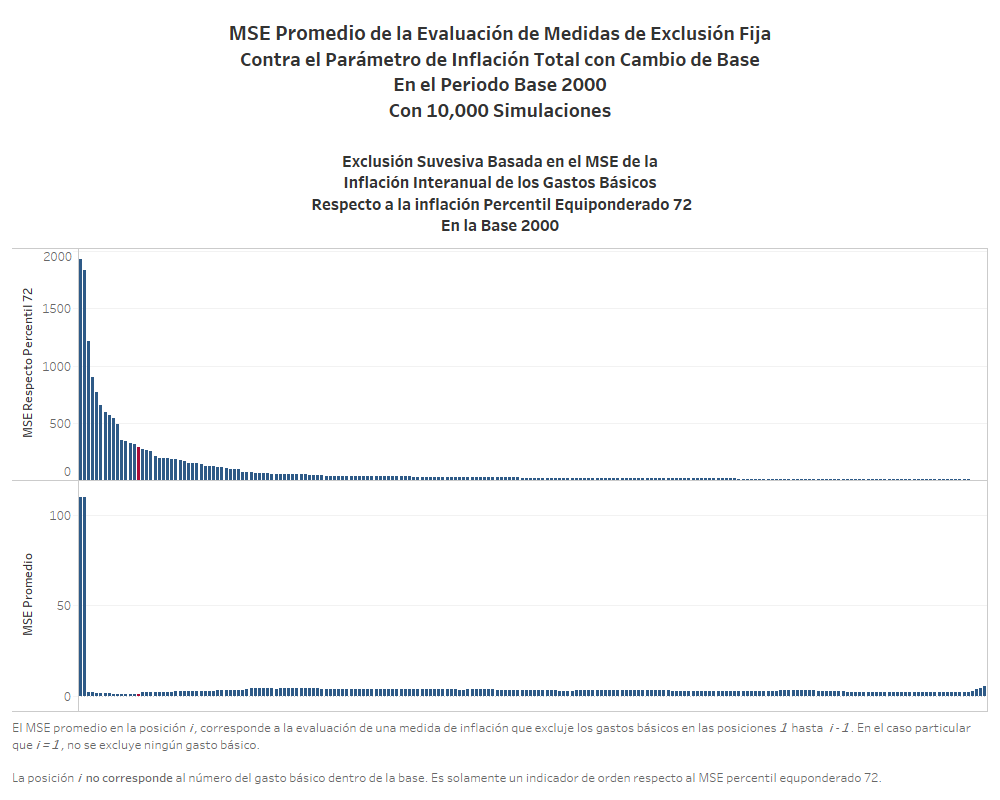 MSE Promedio de la Evaluación de Medidas de Exclusión Fija
Contra el Parámetro de Inflación Total con Cambio de Base
En el Periodo Base 2000
Con 10,000 Simulaciones
Exclusión Suvesiva Basada en el MSE de la
Inflación Interanual de los Gastos Básicos
Respecto a la inflación Percentil Equiponderado 72
En la Base 2000
MSE Respecto Percentil 72
2000
1500
1000
500
0
MSE Promedio
100
50
0
El MSE promedio en la posición i, corresponde a la evaluación de una medida de inflación que excluye los gastos básicos en las posiciones 1 hasta i-1. En el caso particular
que i=1, no se excluye ningún gasto básico.
La posición i no corresponde al número del gasto básico dentro de la base. Es solamente un indicador de orden respecto al MSE percentil equponderado 72.